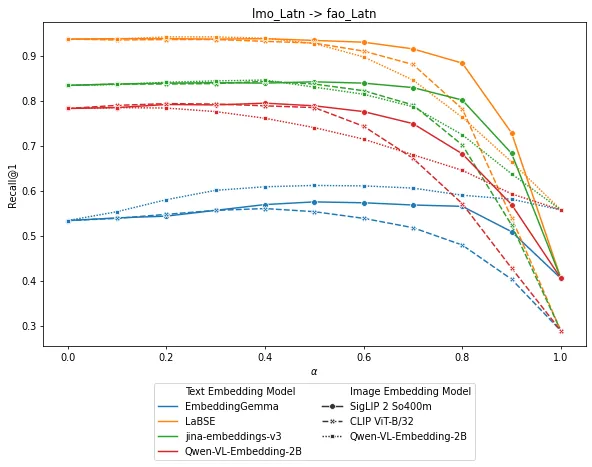 lmo_Latn -> fao_Latn
Recall@1
0.9
0.8
0.7
0.6
0.5
0.4
0.3
0.0 0.2 0.4 0.6 0.8 1.0
α
Text Embedding Model Image Embedding Model
EmbeddingGemma SigLIP 2 So400m
LaBSE CLIP ViT-B/32
jina-embeddings-v3 Qwen-VL-Embedding-2B
Qwen-VL-Embedding-2B